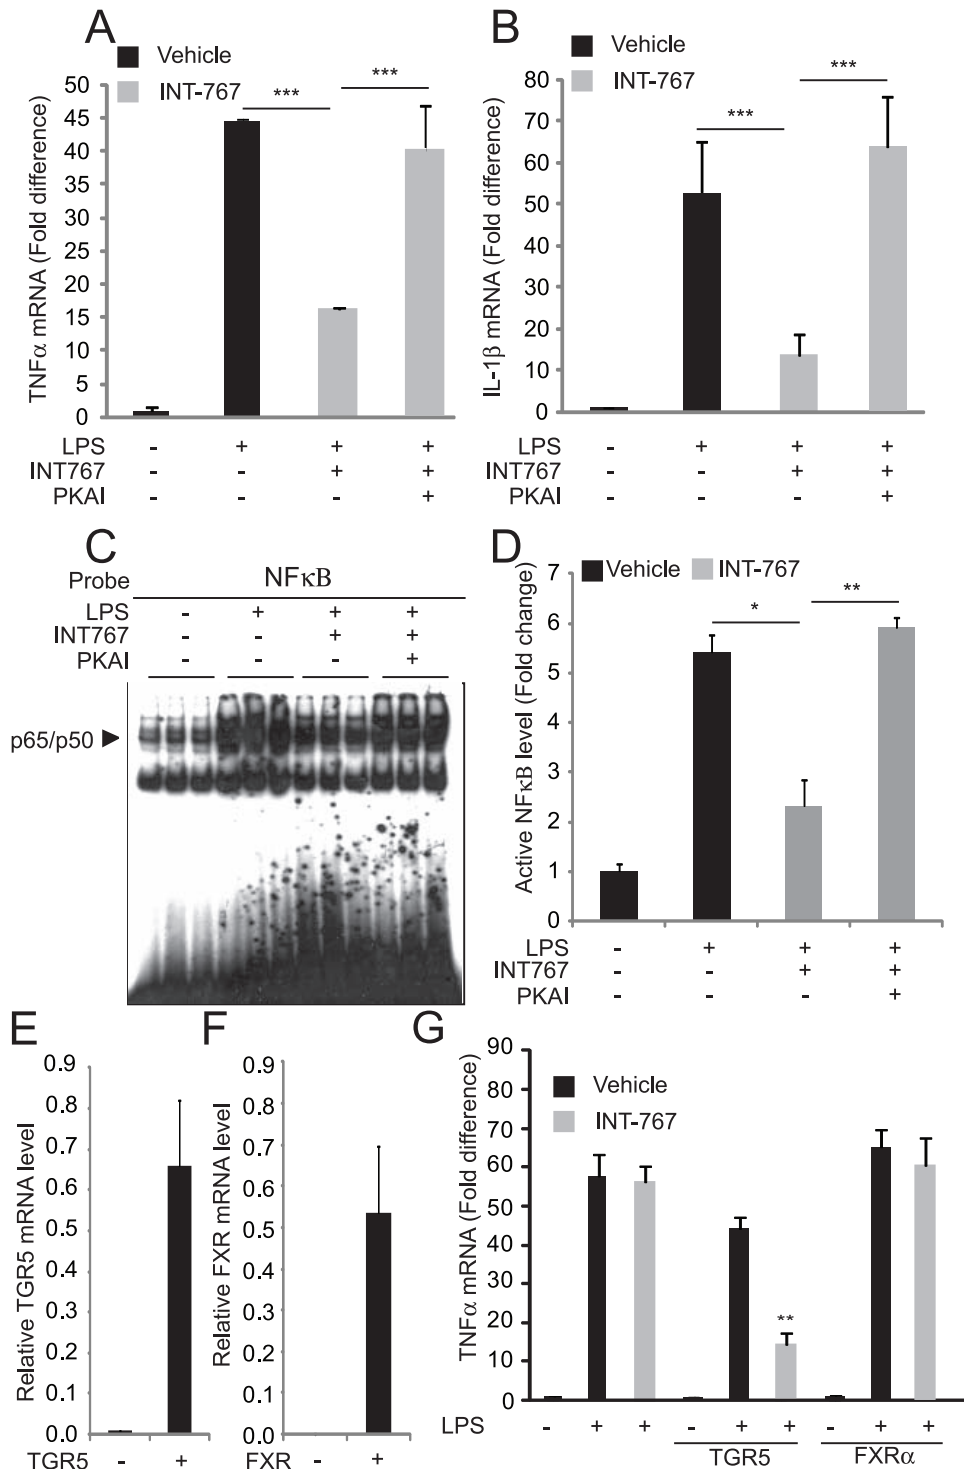 A
Vehicle
INT-767
TNFα mRNA (Fold difference)
50
45
40
35
30
25
20
15
10
5
0
*** ***
LPS - + + +
INT767 - - + +
PKAI - - - +
B
Vehicle
INT-767
IL-1β mRNA (Fold difference)
80
70
60
50
40
30
20
10
0
*** ***
LPS - + + +
INT767 - - + +
PKAI - - - +
C
Probe NFκB
LPS - + + +
INT767 - - + +
PKAI - - - +
p65/p50
D
Vehicle INT-767
Active NFκB level (Fold change)
7
6
5
4
3
2
1
0
* **
LPS - + + +
INT767 - - + +
PKAI - - - +
E
Relative TGR5 mRNA level
0.9
0.8
0.7
0.6
0.5
0.4
0.3
0.2
0.1
0.0
TGR5 - +
F
Relative FXR mRNA level
0.9
0.8
0.7
0.6
0.5
0.4
0.3
0.2
0.1
0.0
FXR - +
G
Vehicle
INT-767
TNFα mRNA (Fold difference)
90
80
70
60
50
40
30
20
10
0
**
LPS - + + - + + - + +
TGR5 FXRα